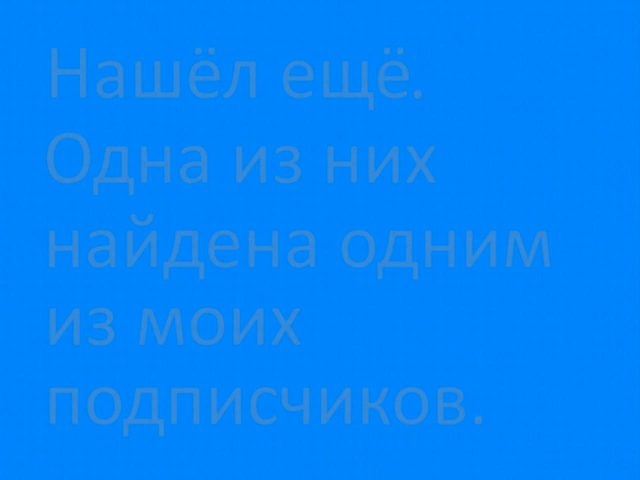 Нашёл ещё.
Одна из них
найдена одним
из моих
подписчиков.